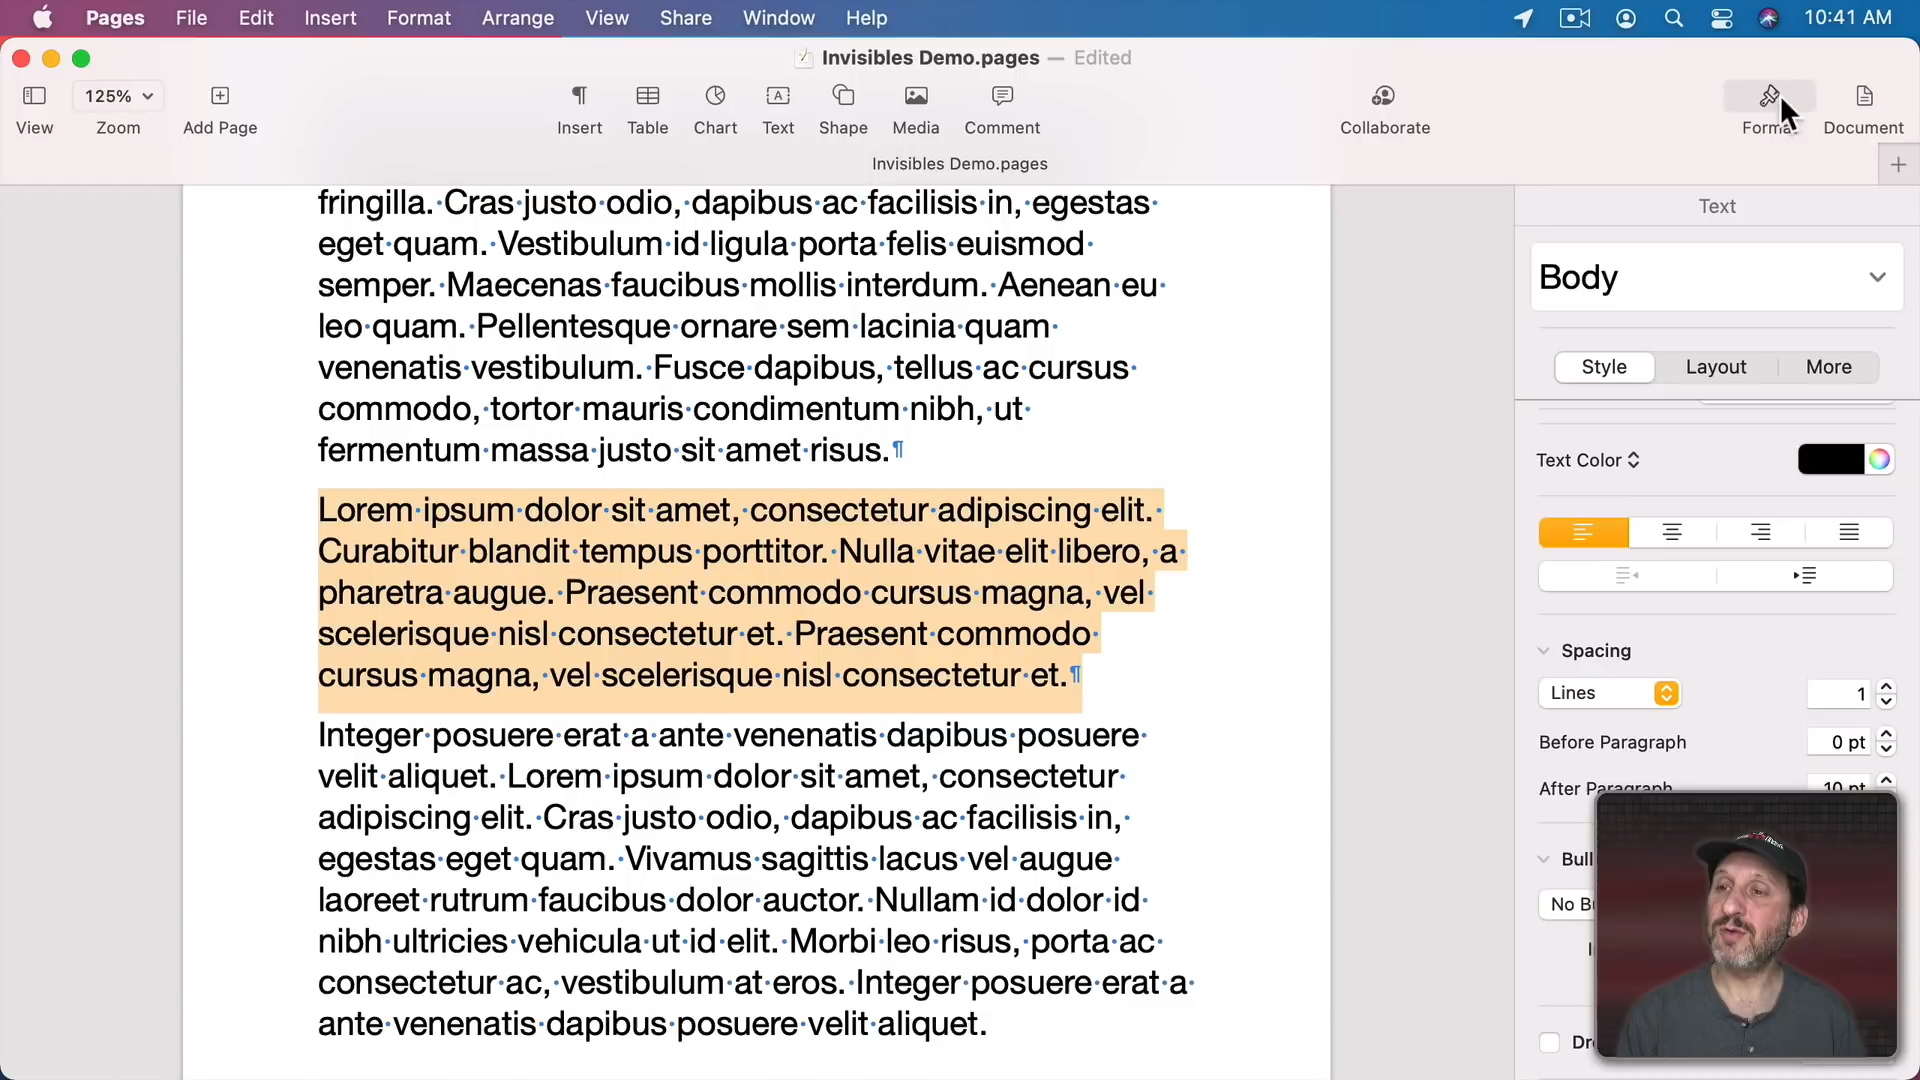 Pages File Edit Insert Format Arrange View Share Window Help 10:41 AM
Invisibles Demo.pages — Edited
125%
View Zoom Add Page Insert Table Chart Text Shape Media Comment Collaborate Format Document
Invisibles Demo.pages
fringilla.·Cras·justo·odio,·dapibus·ac·facilisis·in,·egestas·
eget·quam.·Vestibulum·id·ligula·porta·felis·euismod·
semper.·Maecenas·faucibus·mollis·interdum.·Aenean·eu·
leo·quam.·Pellentesque·ornare·sem·lacinia·quam·
venenatis·vestibulum.·Fusce·dapibus,·tellus·ac·cursus·
commodo,·tortor·mauris·condimentum·nibh,·ut·
fermentum·massa·justo·sit·amet·risus.¶
Lorem·ipsum·dolor·sit·amet,·consectetur·adipiscing·elit.·
Curabitur·blandit·tempus·porttitor.·Nulla·vitae·elit·libero,·a·
pharetra·augue.·Praesent·commodo·cursus·magna,·vel·
scelerisque·nisl·consectetur·et.·Praesent·commodo·
cursus·magna,·vel·scelerisque·nisl·consectetur·et.¶
Integer·posuere·erat·a·ante·venenatis·dapibus·posuere·
velit·aliquet.·Lorem·ipsum·dolor·sit·amet,·consectetur·
adipiscing·elit.·Cras·justo·odio,·dapibus·ac·facilisis·in,·
egestas·eget·quam.·Vivamus·sagittis·lacus·vel·augue·
laoreet·rutrum·faucibus·dolor·auctor.·Nullam·id·dolor·id·
nibh·ultricies·vehicula·ut·id·elit.·Morbi·leo·risus,·porta·ac·
consectetur·ac,·vestibulum·at·eros.·Integer·posuere·erat·a·
ante·venenatis·dapibus·posuere·velit·aliquet.
Text
Body
Style Layout More
Text Color
Spacing
Lines 1
Before Paragraph 0 pt
After Paragraph 10 pt
Bull
No B
Dr